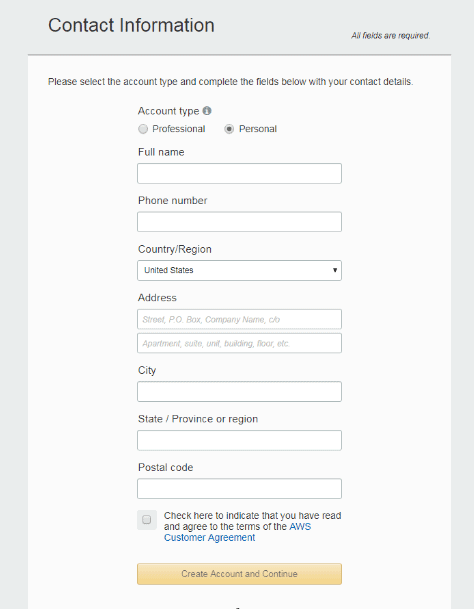 Contact Information
All fields are required.
Please select the account type and complete the fields below with your contact details.
Account type
Professional Personal
Full name
Phone number
Country/Region
United States
Address
Street, P.O. Box, Company Name, c/o
Apartment, suite, unit, building, floor, etc.
City
State / Province or region
Postal code
Check here to indicate that you have read
and agree to the terms of the AWS
Customer Agreement
Create Account and Continue